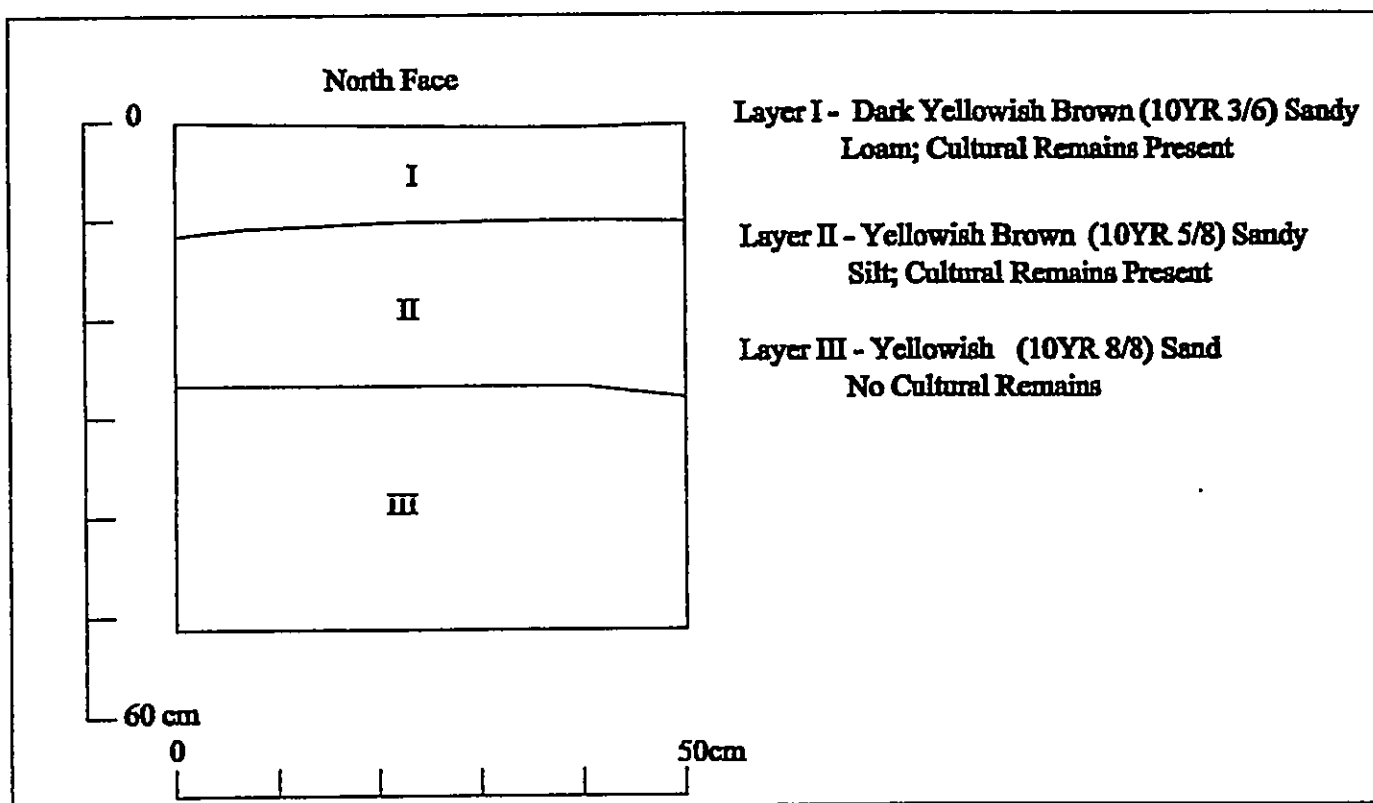 North Face
0
I
II
III
60 cm
0
50cm
Layer I - Dark Yellowish Brown (10YR 3/6) Sandy
Loam; Cultural Remains Present
Layer II - Yellowish Brown (10YR 5/8) Sandy
Silt; Cultural Remains Present
Layer III - Yellowish (10YR 8/8) Sand
No Cultural Remains